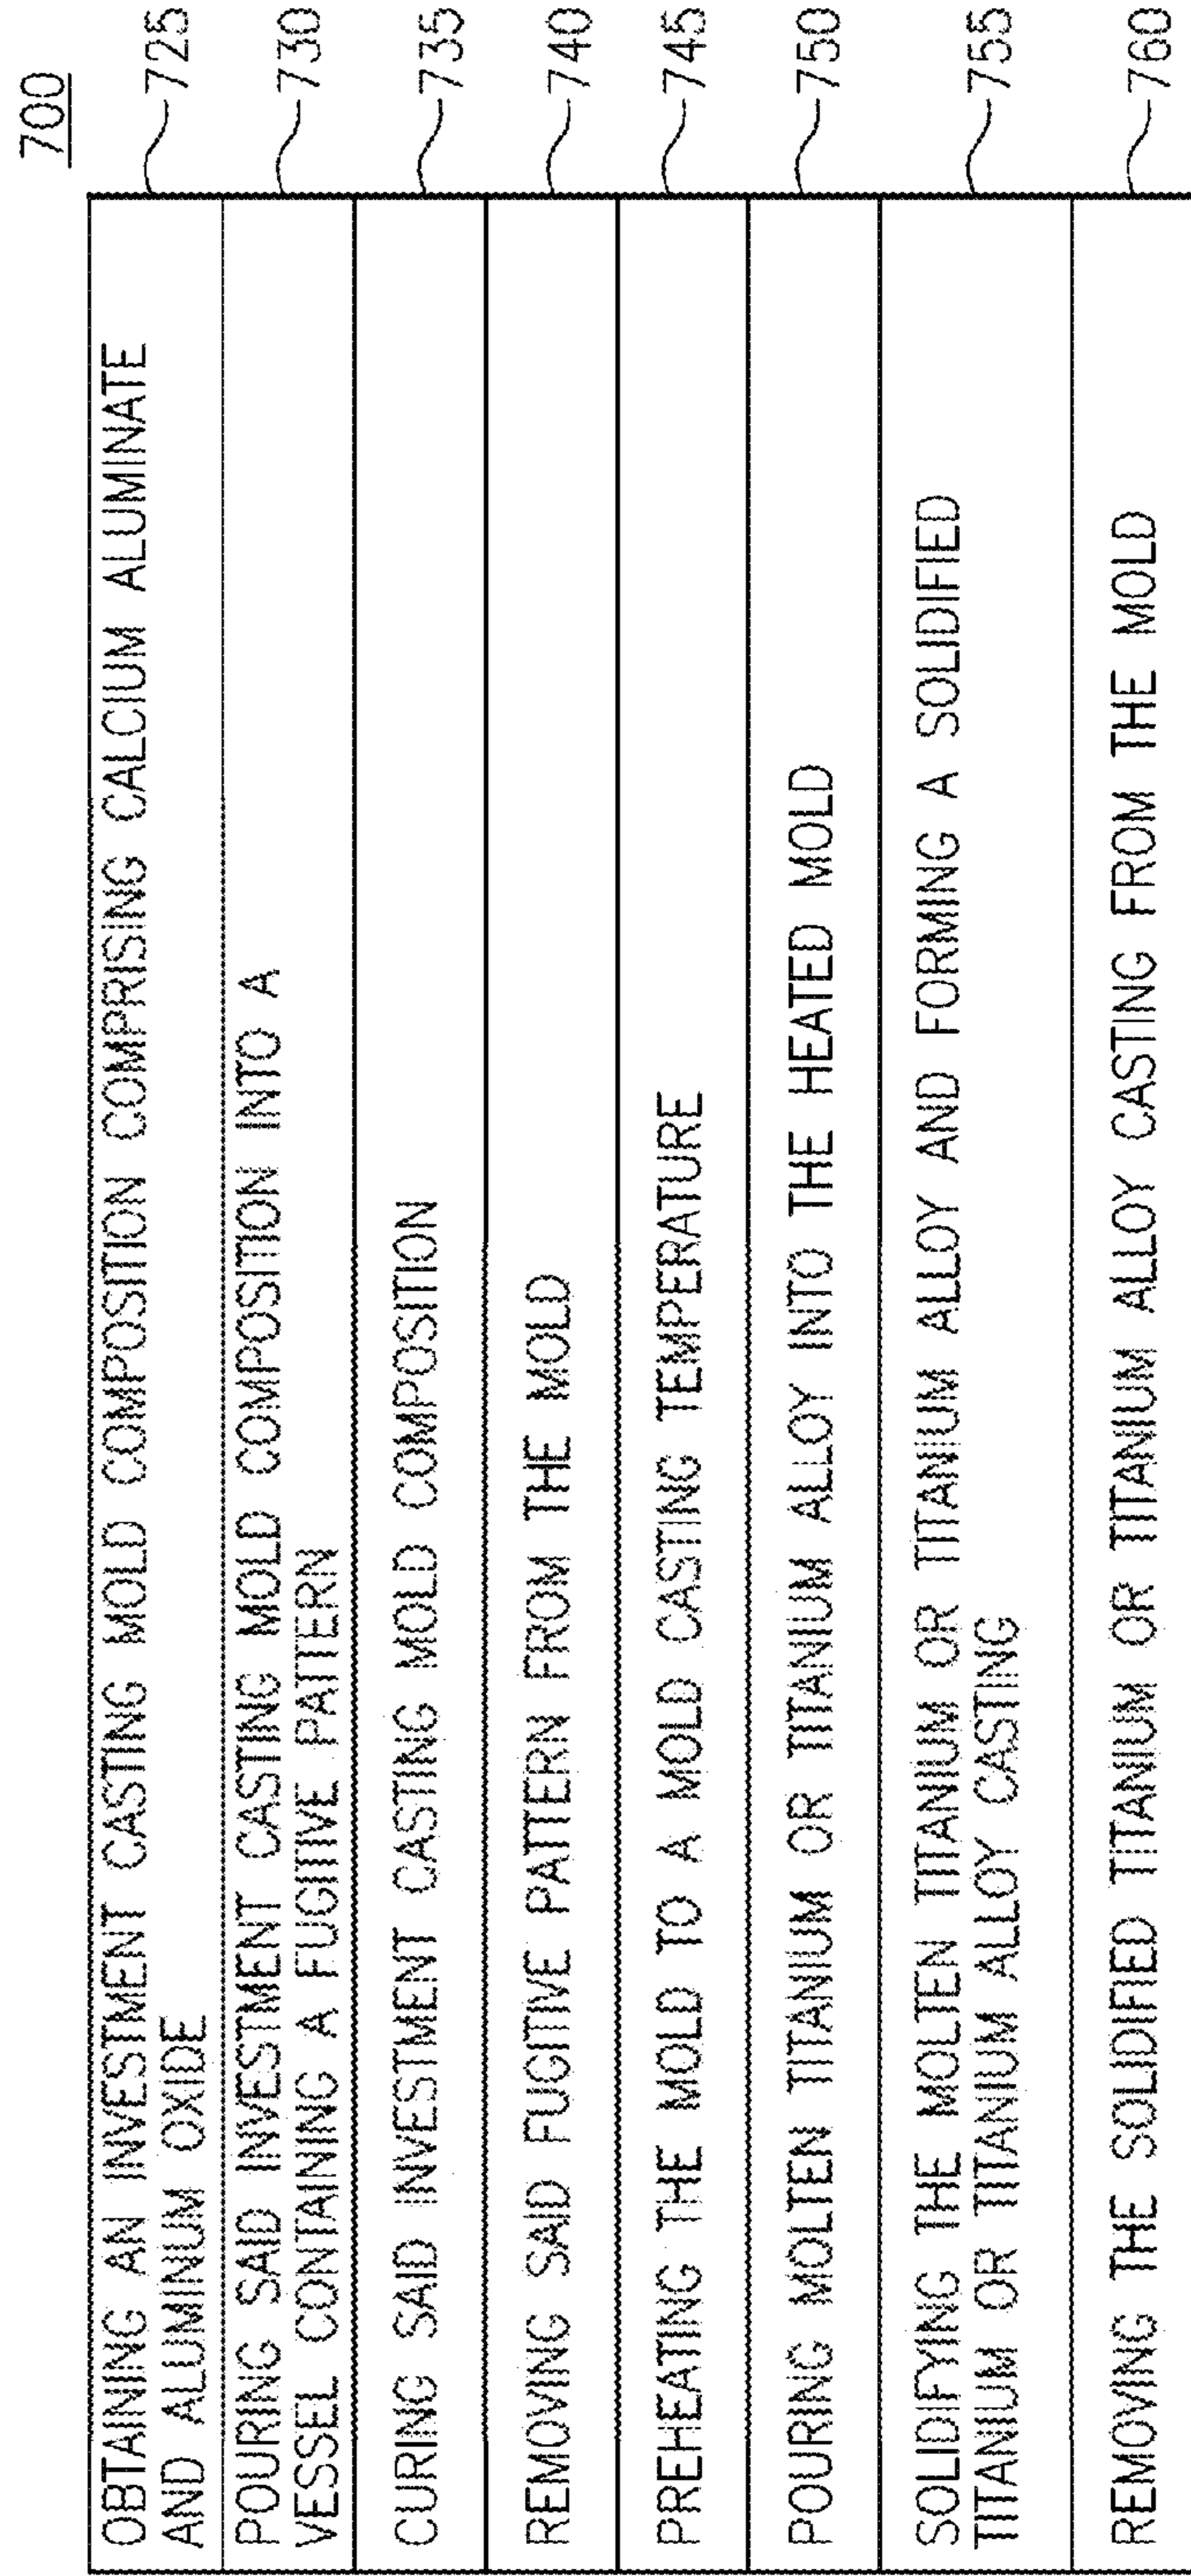 700
OBTAINING AN INVESTMENT CASTING MOLD COMPOSITION COMPRISING CALCIUM ALUMINATE
AND ALUMINUM OXIDE
725
POURING SAID INVESTMENT CASTING MOLD COMPOSITION INTO A
VESSEL CONTAINING A FUGITIVE PATTERN
730
CURING SAID INVESTMENT CASTING MOLD COMPOSITION
735
REMOVING SAID FUGITIVE PATTERN FROM THE MOLD
740
PREHEATING THE MOLD TO A MOLD CASTING TEMPERATURE
745
POURING MOLTEN TITANIUM OR TITANIUM ALLOY INTO THE HEATED MOLD
750
SOLIDIFYING THE MOLTEN TITANIUM OR TITANIUM ALLOY AND FORMING A SOLIDIFIED
TITANIUM OR TITANIUM ALLOY CASTING
755
REMOVING THE SOLIDIFIED TITANIUM OR TITANIUM ALLOY CASTING FROM THE MOLD
760